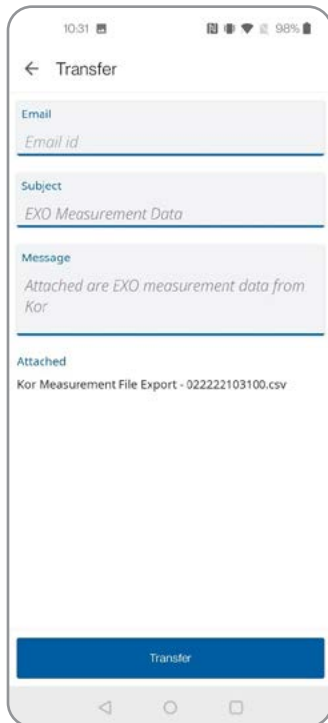 10:31 98%
← Transfer
Email
Email id
Subject
EXO Measurement Data
Message
Attached are EXO measurement data from
Kor
Attached
Kor Measurement File Export - 022222103100.csv
Transfer